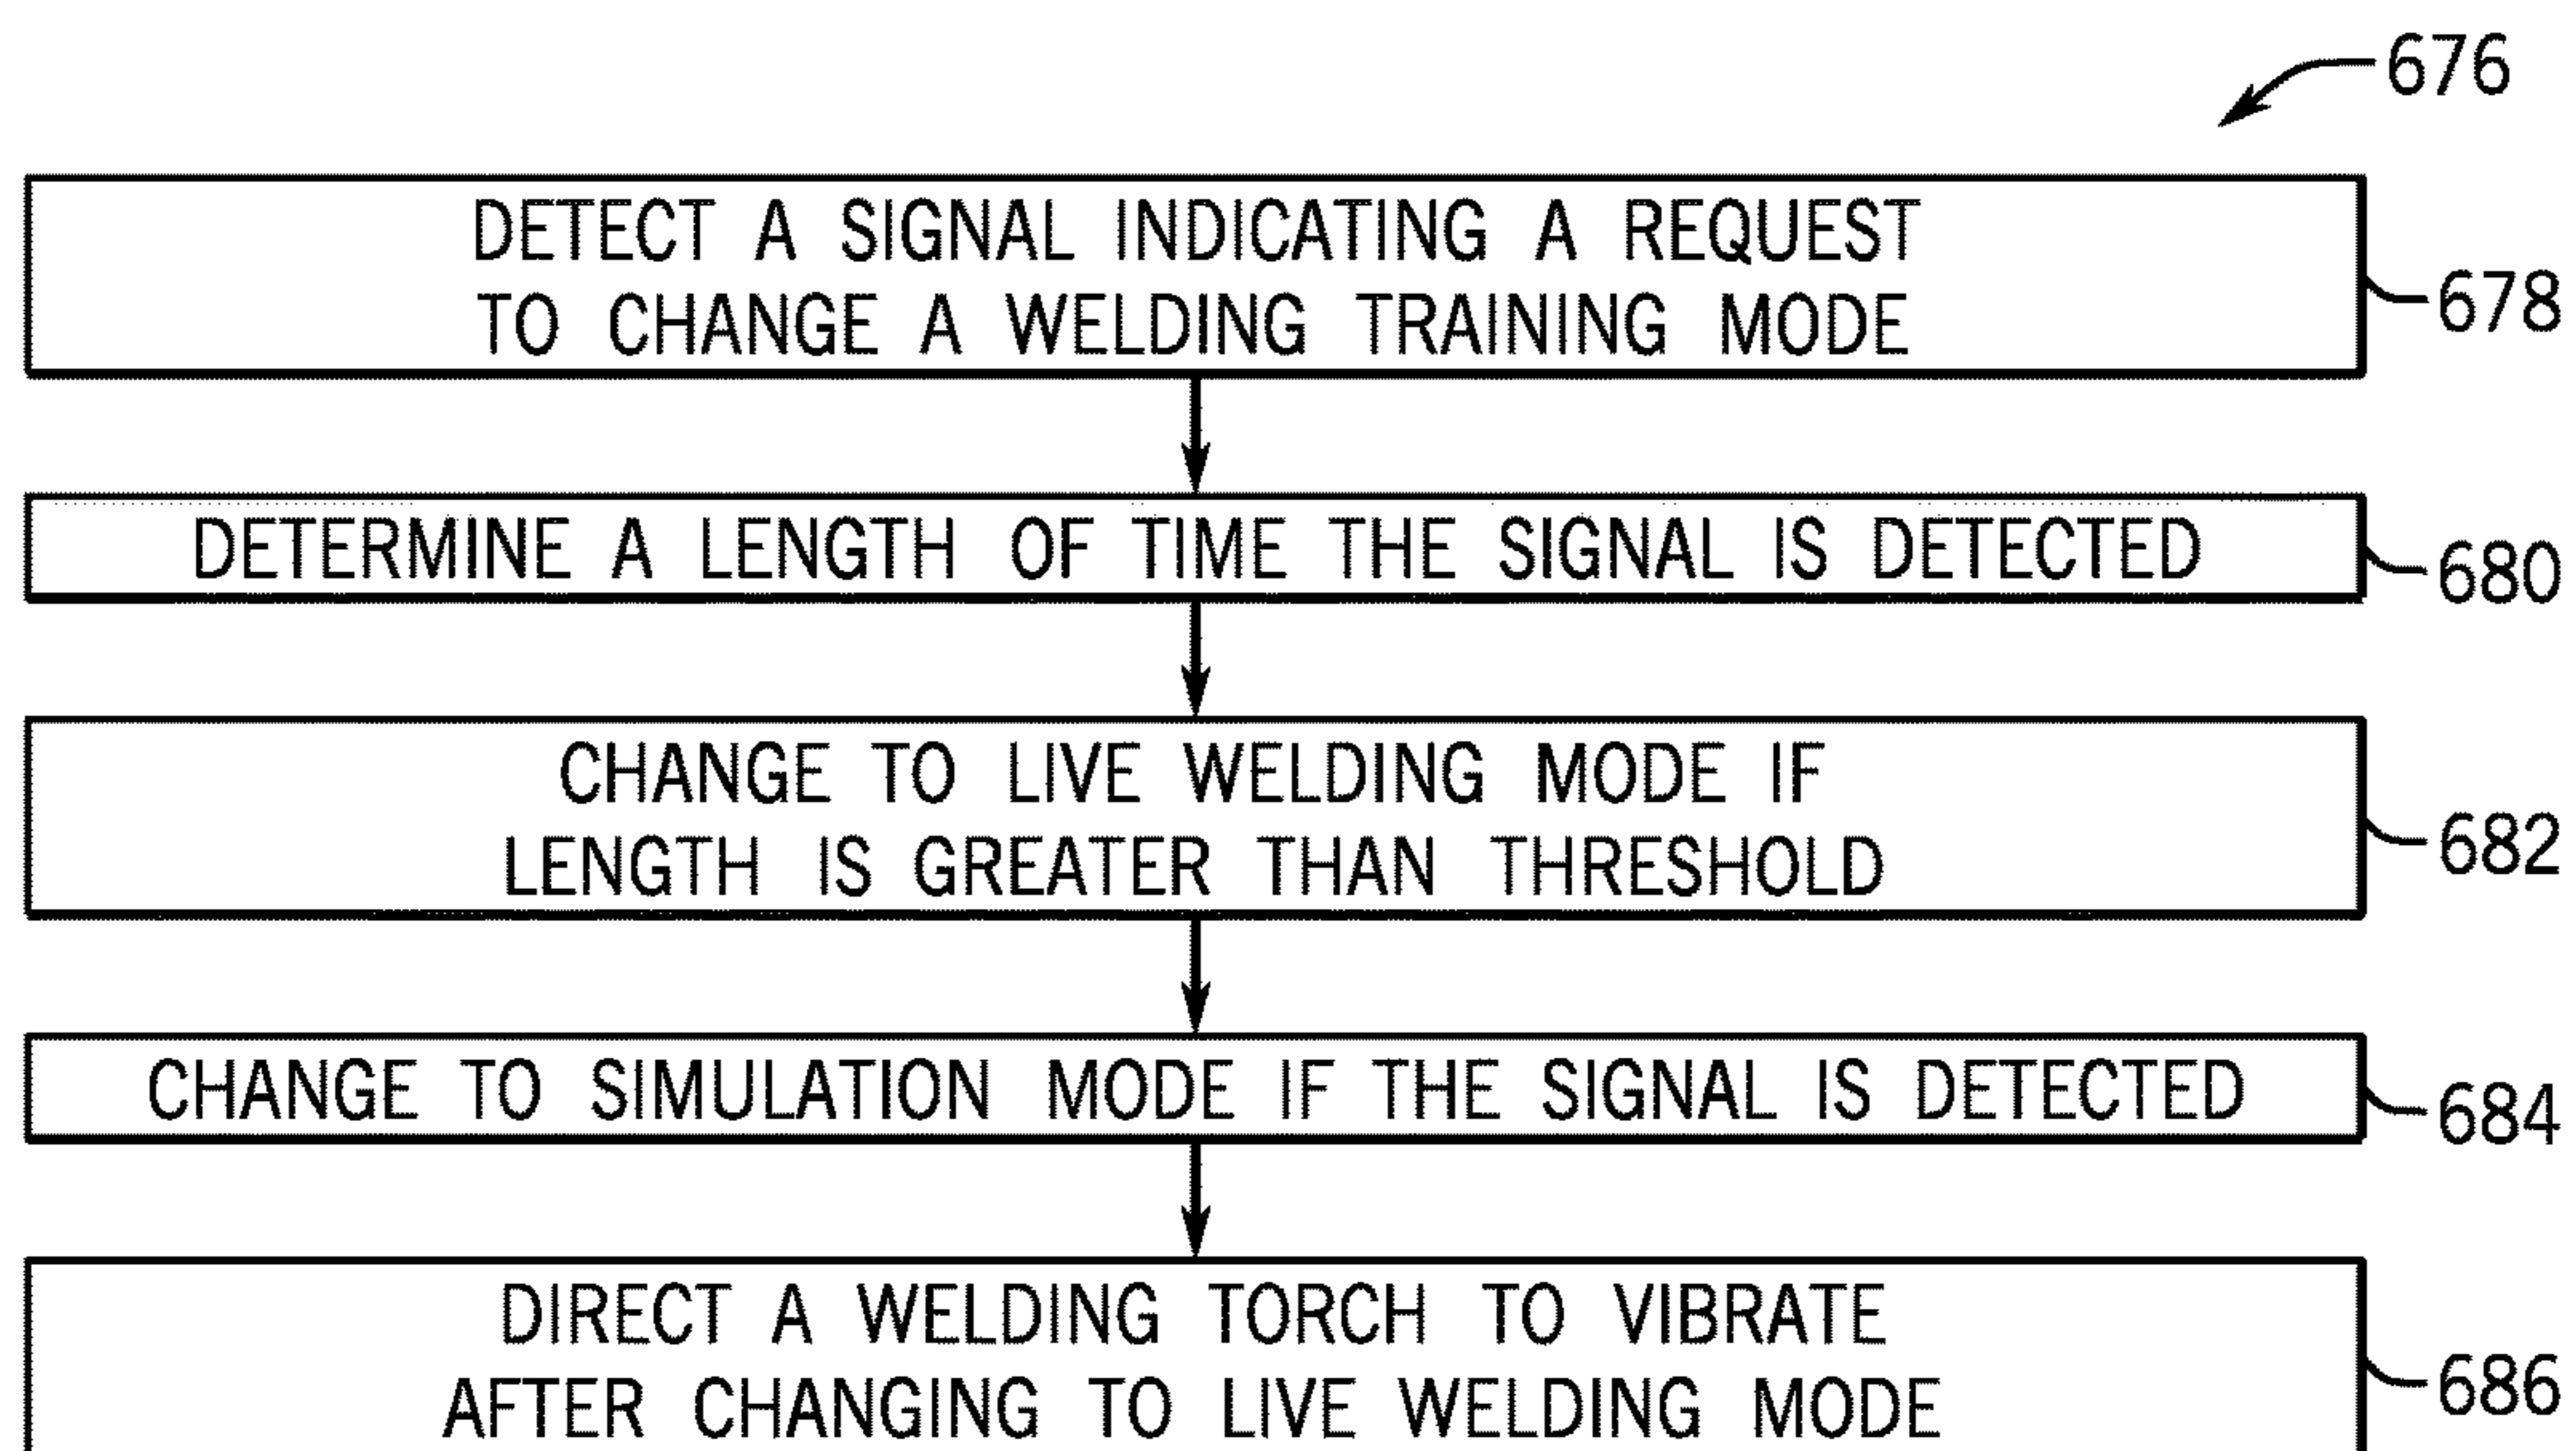 676
DETECT A SIGNAL INDICATING A REQUEST
TO CHANGE A WELDING TRAINING MODE
678
DETERMINE A LENGTH OF TIME THE SIGNAL IS DETECTED
680
CHANGE TO LIVE WELDING MODE IF
LENGTH IS GREATER THAN THRESHOLD
682
CHANGE TO SIMULATION MODE IF THE SIGNAL IS DETECTED
684
DIRECT A WELDING TORCH TO VIBRATE
AFTER CHANGING TO LIVE WELDING MODE
686